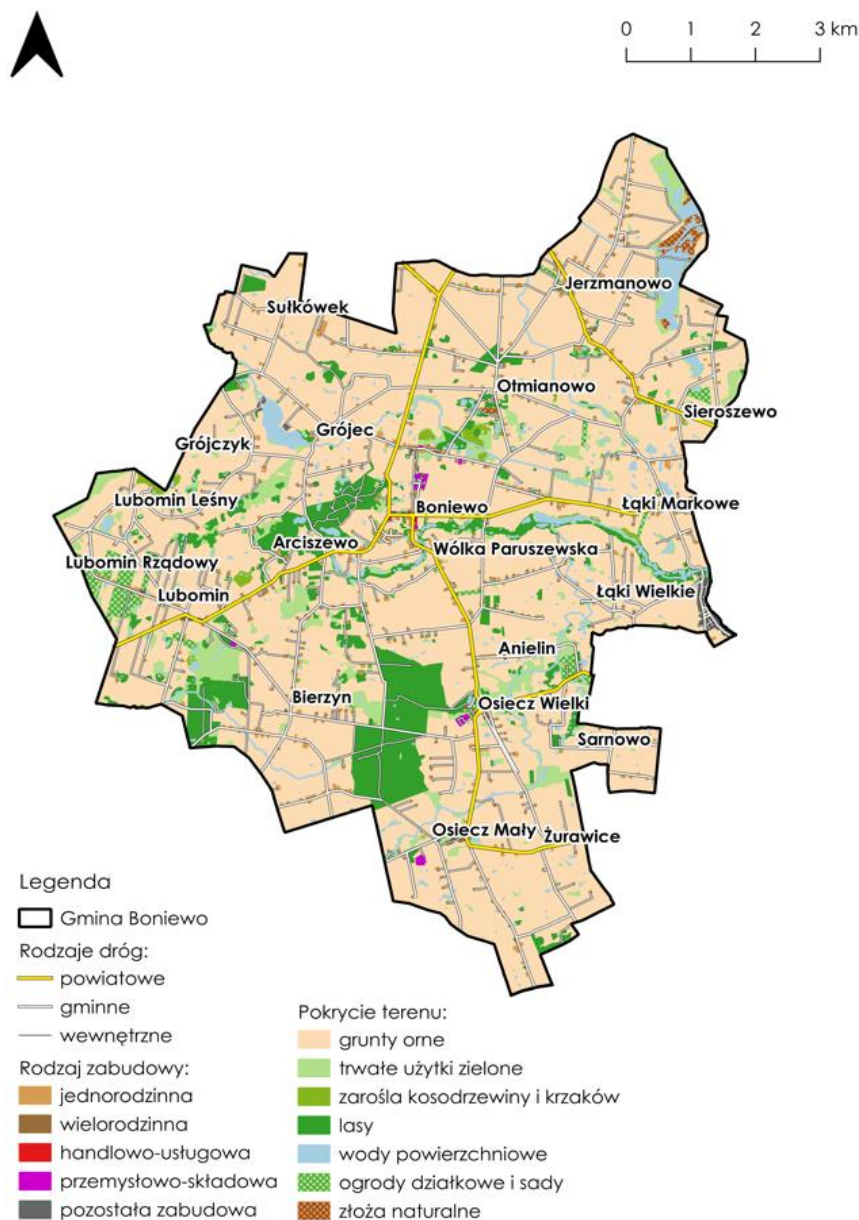 0 1 2 3 km
Jerzmanowo
Sułkówek
Otmianowo
Sieroszewo
Grójec
Grójczyk
Lubomin Leśny
Boniewo
Łąki Markowe
Arciszewo
Wólka Paruszewska
Lubomin Rządowy
Lubomin
Łąki Wielkie
Anielin
Bierzyn
Osiecz Wielki
Sarnowo
Osiecz Mały
Żurawice
Legenda
Gmina Boniewo
Rodzaje dróg:
powiatowe
gminne
wewnętrzne
Rodzaj zabudowy:
jednorodzinna
wielorodzinna
handlowo-usługowa
przemysłowo-składowa
pozostała zabudowa
Pokrycie terenu:
grunty orne
trwałe użytki zielone
zarośla kosodrzewiny i krzaków
lasy
wody powierzchniowe
ogrody działkowe i sady
złoża naturalne